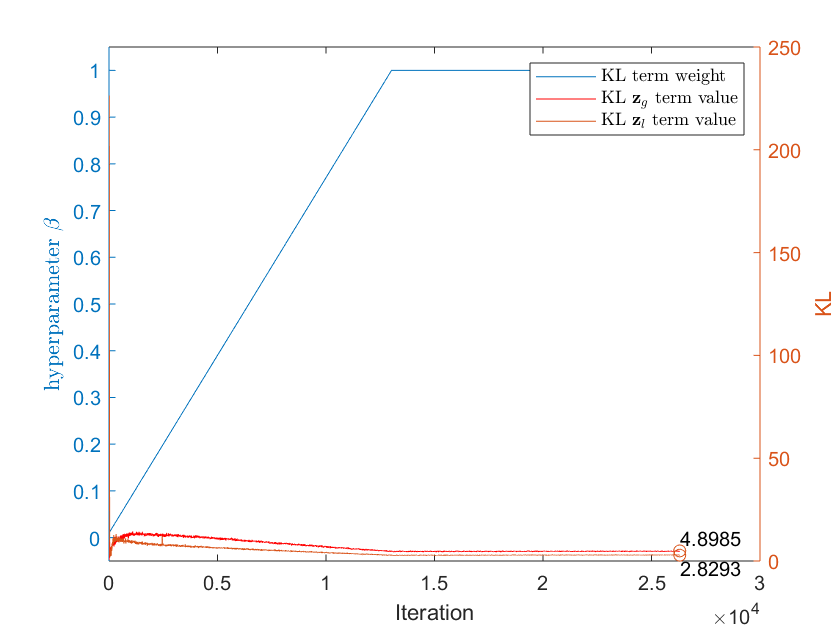 250
1
KL term weight
KL z_g term value
KL z_l term value
0.9
200
0.8
0.7
150
0.6
hyperparameter β
KL
0.5
0.4
100
0.3
0.2
50
0.1
0
4.8985
2.8293
0
0 0.5 1 1.5 2 2.5 3
Iteration
×10^4